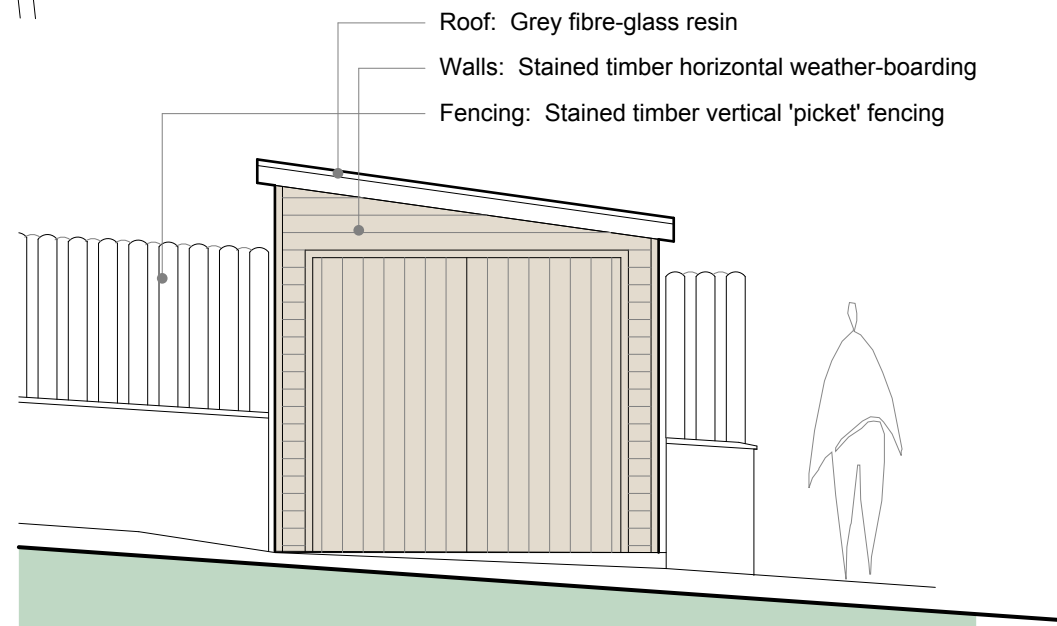 Roof: Grey fibre-glass resin
Walls: Stained timber horizontal weather-boarding
Fencing: Stained timber vertical 'picket' fencing